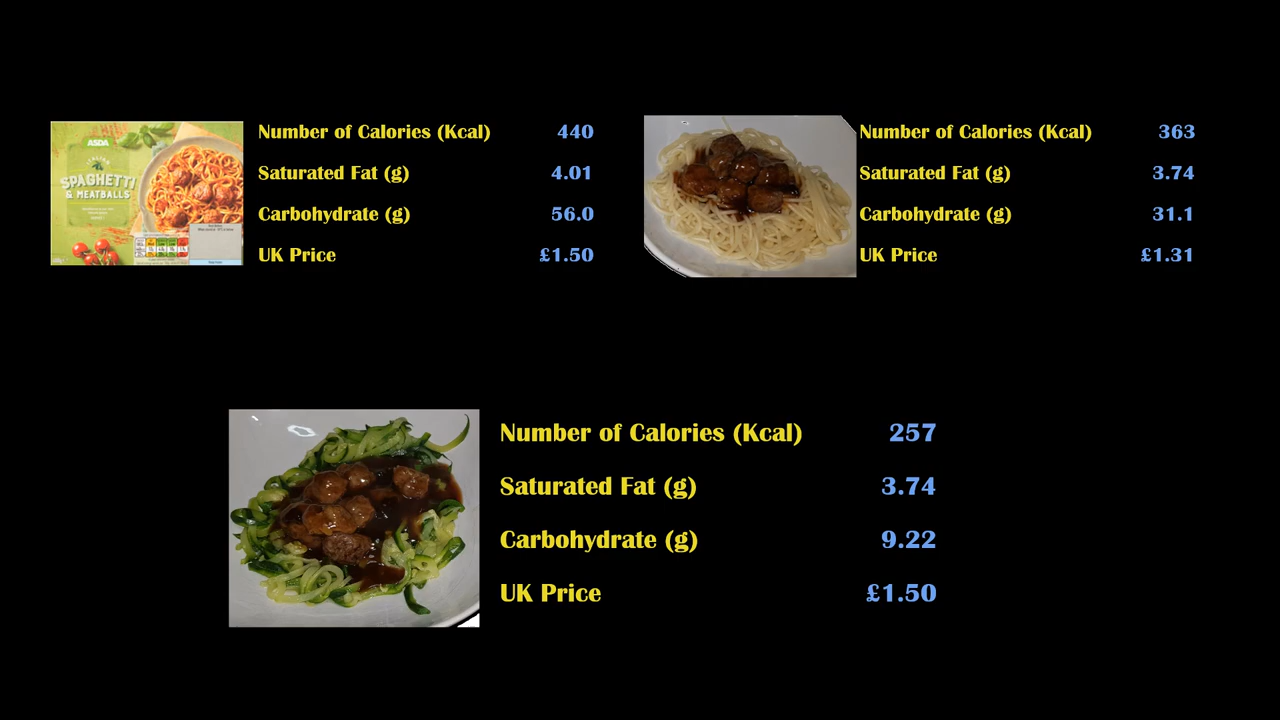 ASDA
ITALIAN
SPAGHETTI
& MEATBALLS
Number of Calories (Kcal) 440
Saturated Fat (g) 4.01
Carbohydrate (g) 56.0
UK Price £1.50
Number of Calories (Kcal) 363
Saturated Fat (g) 3.74
Carbohydrate (g) 31.1
UK Price £1.31
Number of Calories (Kcal) 257
Saturated Fat (g) 3.74
Carbohydrate (g) 9.22
UK Price £1.50